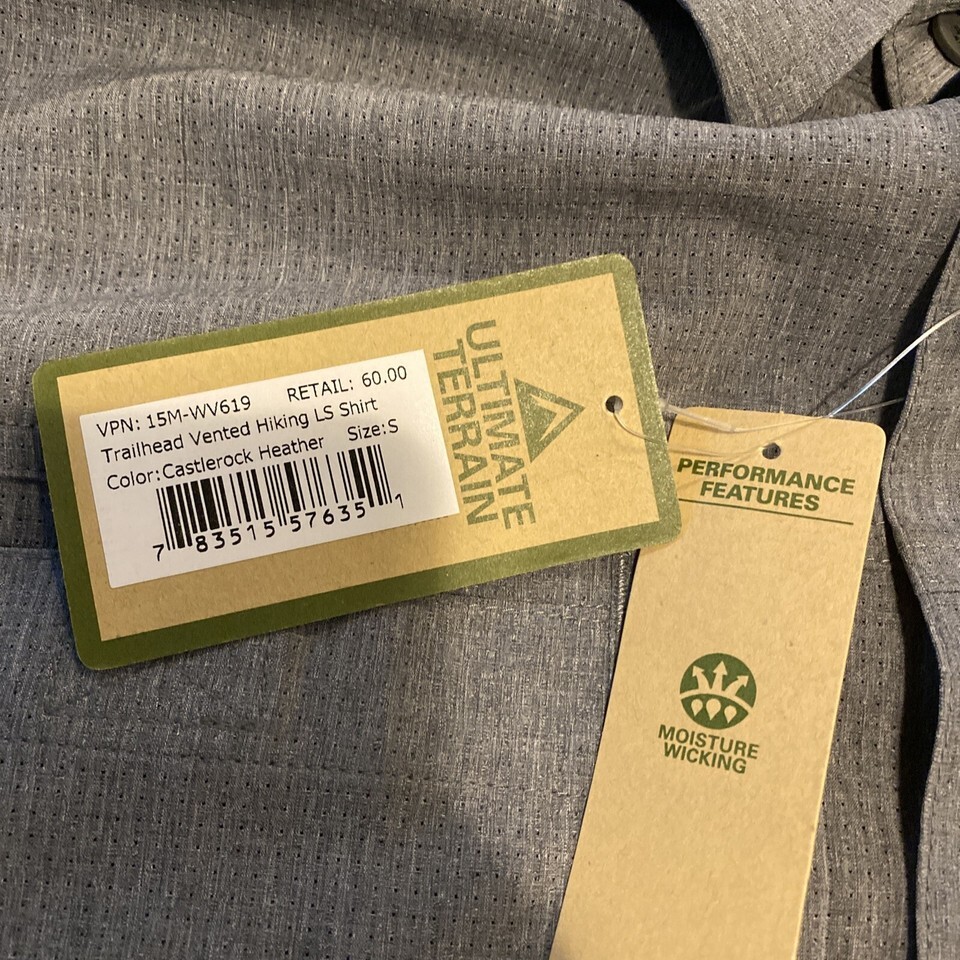 VPN: 15M-WV619 RETAIL: 60.00
Trailhead Vented Hiking LS Shirt
Color:Castlerock Heather Size:S
7 83515 57635 1
ULTIMATE
TERRAIN
PERFORMANCE
FEATURES
MOISTURE
WICKING